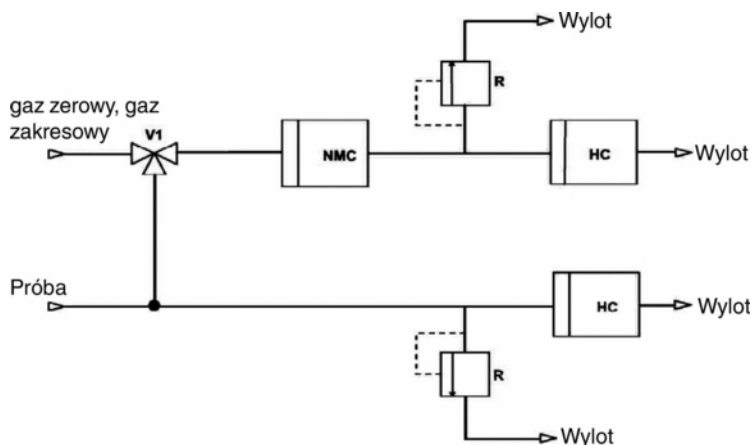 Wylot
gaz zerowy, gaz
zakresowy
V1
R
NMC
HC
Wylot
Próba
HC
Wylot
R
Wylot